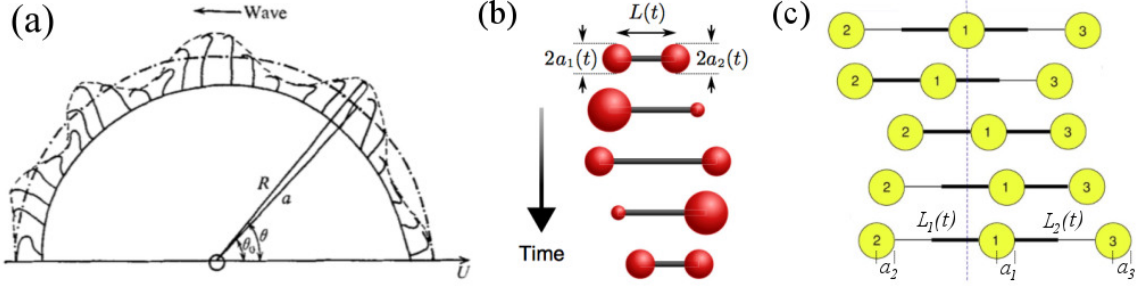 (a)
Wave
R
a
θ₀
θ
U
(b)
L(t)
2a₁(t)
2a₂(t)
Time
(c)
2 1 3
2 1 3
2 1 3
2 1 3
L₁(t) L₂(t)
2 1 3
a₂ a₁ a₃